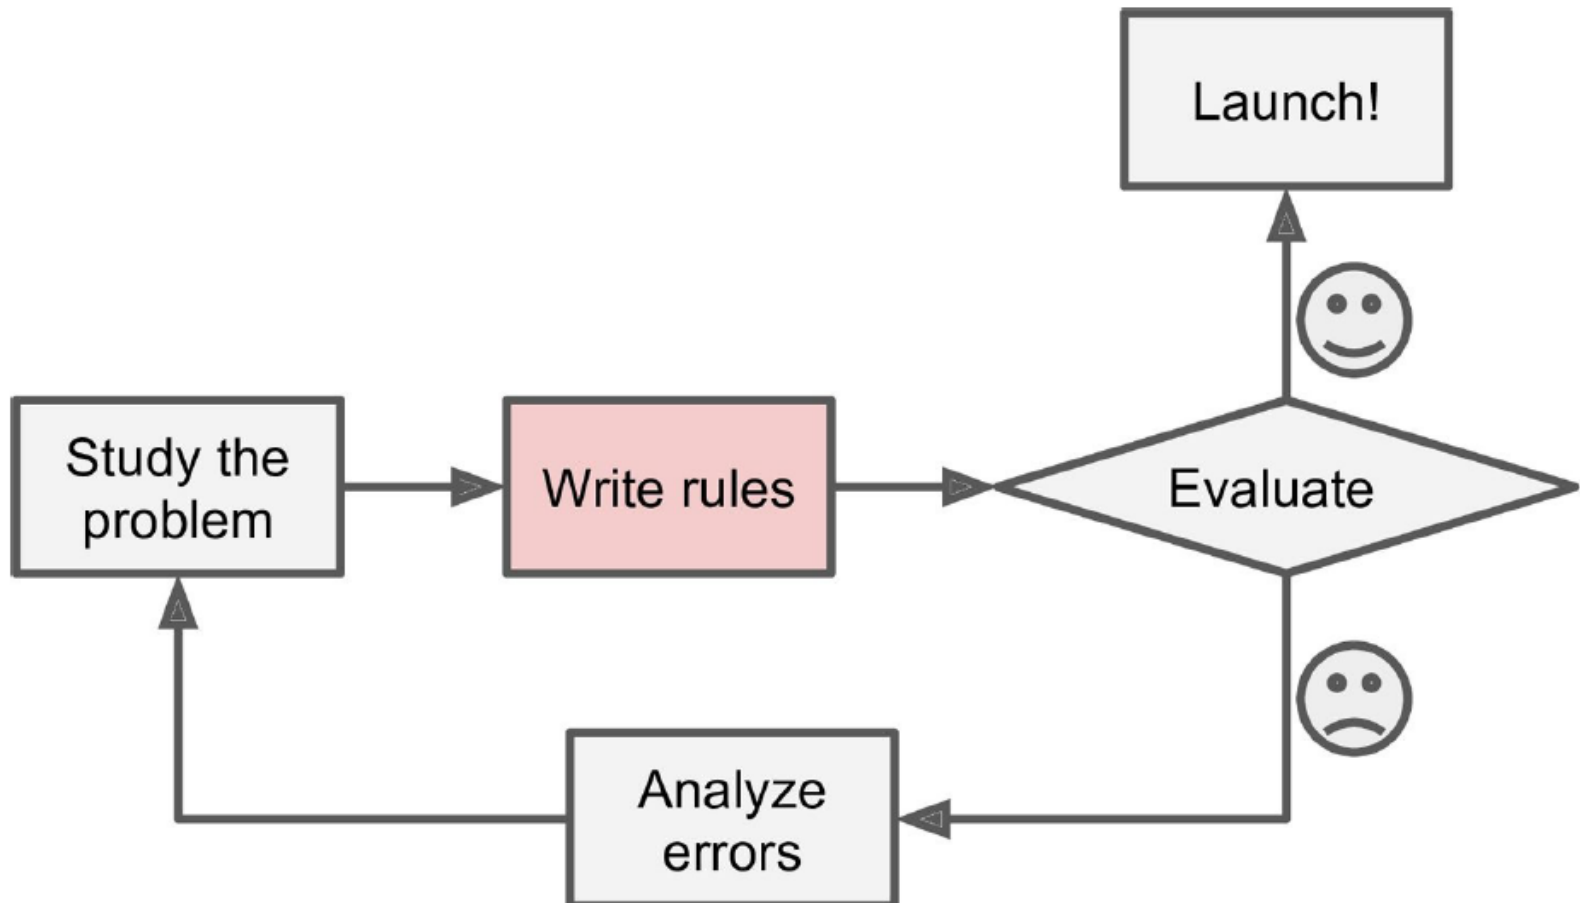 Launch!
Study the
problem
Write rules
Evaluate
Analyze
errors